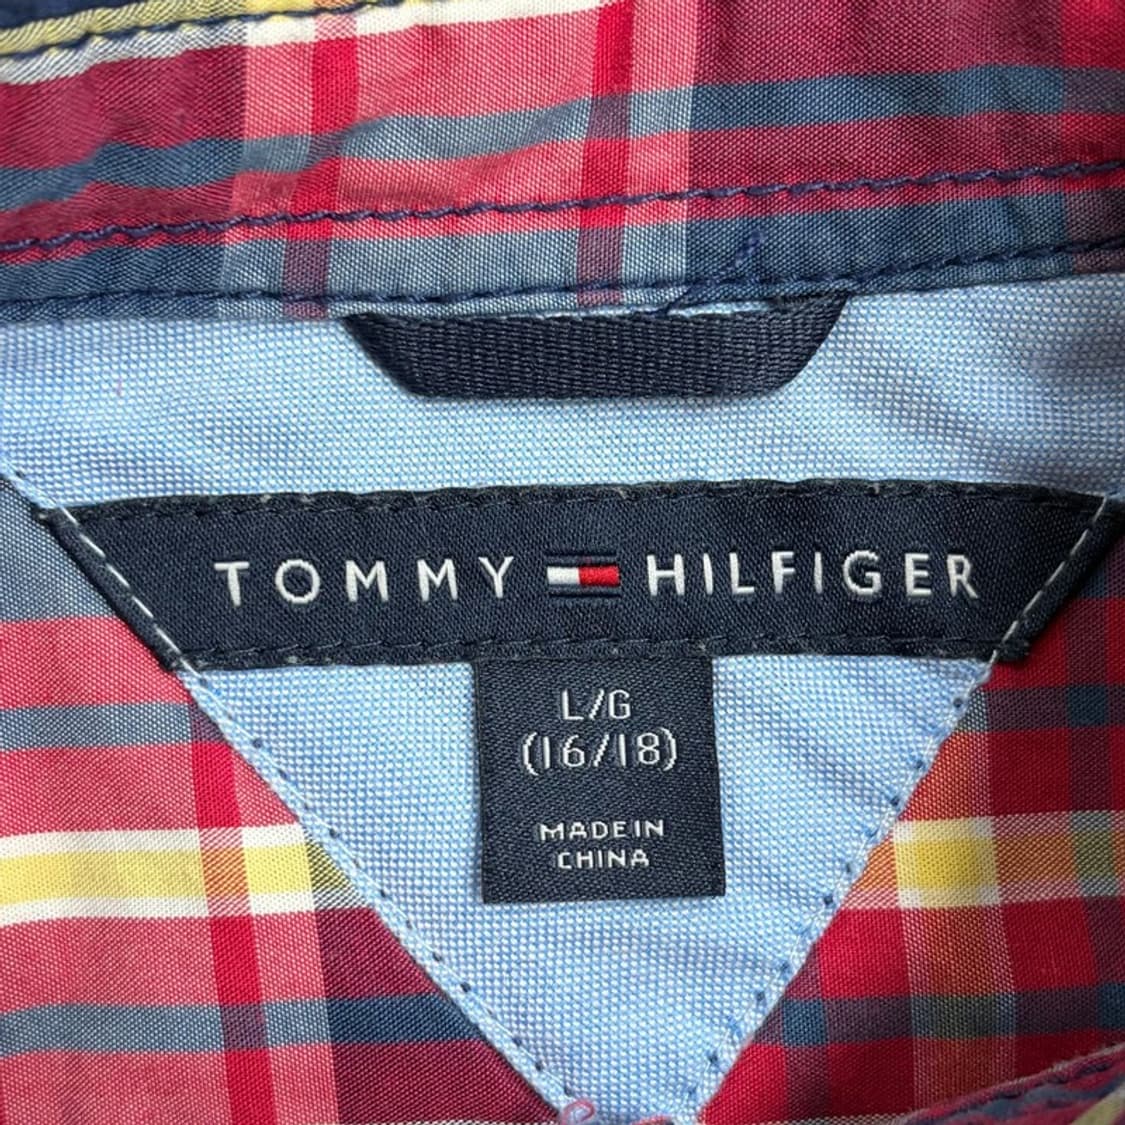 TOMMY HILFIGER
L/G
(16/18)
MADE IN
CHINA